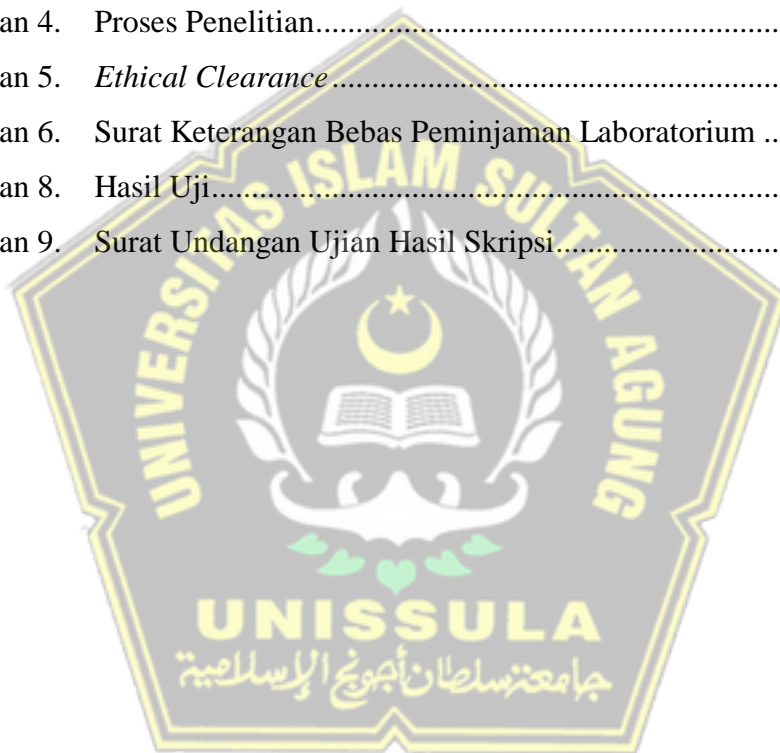 an 4. Proses Penelitian..........................................................
an 5. Ethical Clearance.......................................................
an 6. Surat Keterangan Bebas Peminjaman Laboratorium ..
an 8. Hasil Uji.......................................................................
an 9. Surat Undangan Ujian Hasil Skripsi............................
UNIVERSITAS ISLAM SULTAN AGUNG
UNISSULA
جامعة سلطان أجونج الإسلامية